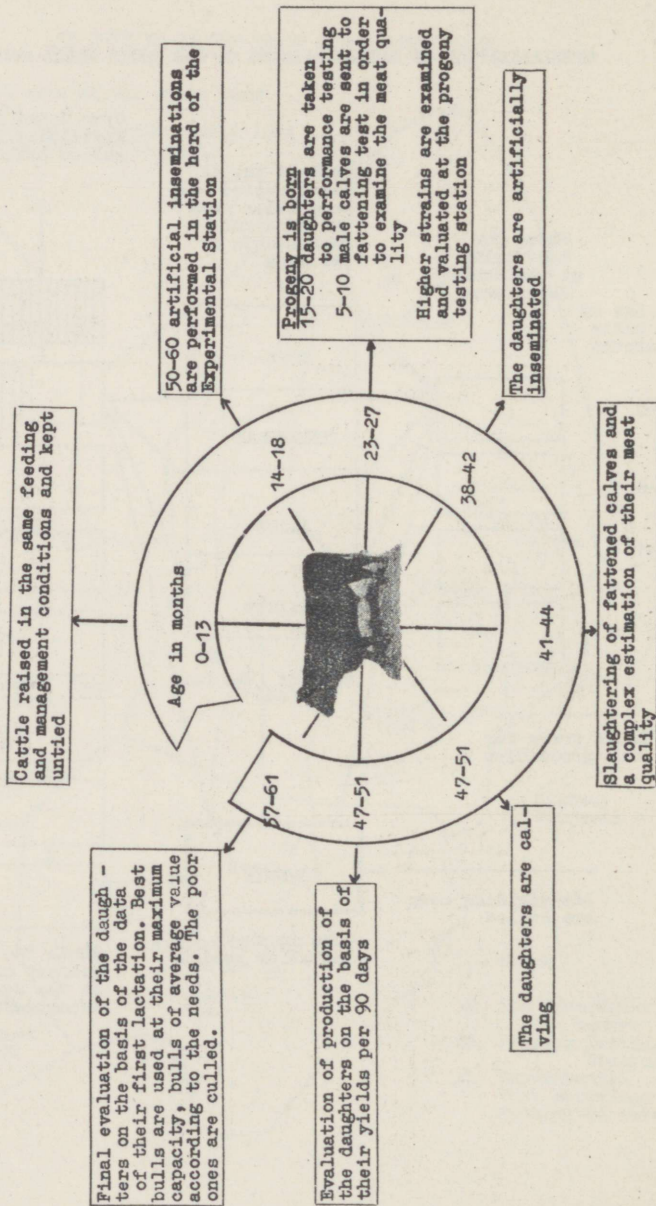 Cattle raised in the same feeding
and management conditions and kept
untied
Age in months
0-13
50-60 artificial inseminations
are performed in the herd of the
Experimental Station
14-18
Progeny is born
15-20 daughters are taken
to performance testing
5-10 male calves are sent to
fattening test in order
to examine the meat qua-
lity
Higher strains are examined
and valuated at the progeny
testing station
23-27
The daughters are artificially
inseminated
38-42
Slaughtering of fattened calves and
a complex estimation of their meat
quality
41-44
The daughters are cal-
ving
47-51
Evaluation of production of
the daughters on the basis of
their yields per 90 days
47-51
Final evaluation of the daugh -
ters on the basis of the data
of their first lactation. Best
bulls are used at their maximum
capacity, bulls of average value
according to the needs. The poor
ones are culled.
57-61